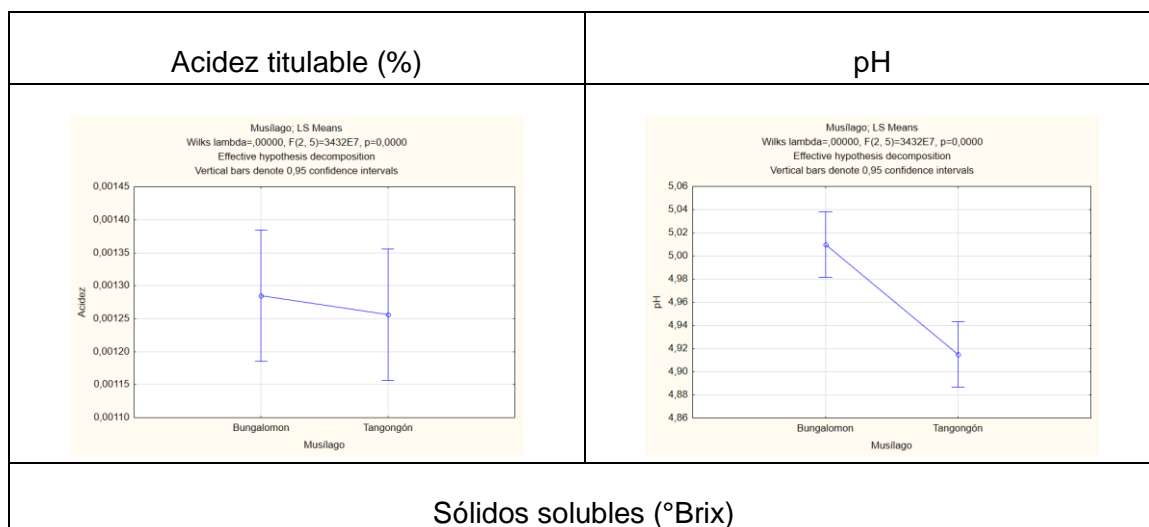 Acidez titulable (%)
pH
Musílago; LS Means
Wilks lambda=,00000, F(2, 5)=3432E7, p=0,0000
Effective hypothesis decomposition
Vertical bars denote 0,95 confidence intervals
0,00145
0,00140
0,00135
0,00130
0,00125
0,00120
0,00115
0,00110
Acidez
Bungalomon Tangongón
Musílago
Musílago; LS Means
Wilks lambda=,00000, F(2, 5)=3432E7, p=0,0000
Effective hypothesis decomposition
Vertical bars denote 0,95 confidence intervals
5,06
5,04
5,02
5,00
4,98
4,96
4,94
4,92
4,90
4,88
4,86
pH
Bungalomon Tangongón
Musílago
Sólidos solubles (°Brix)